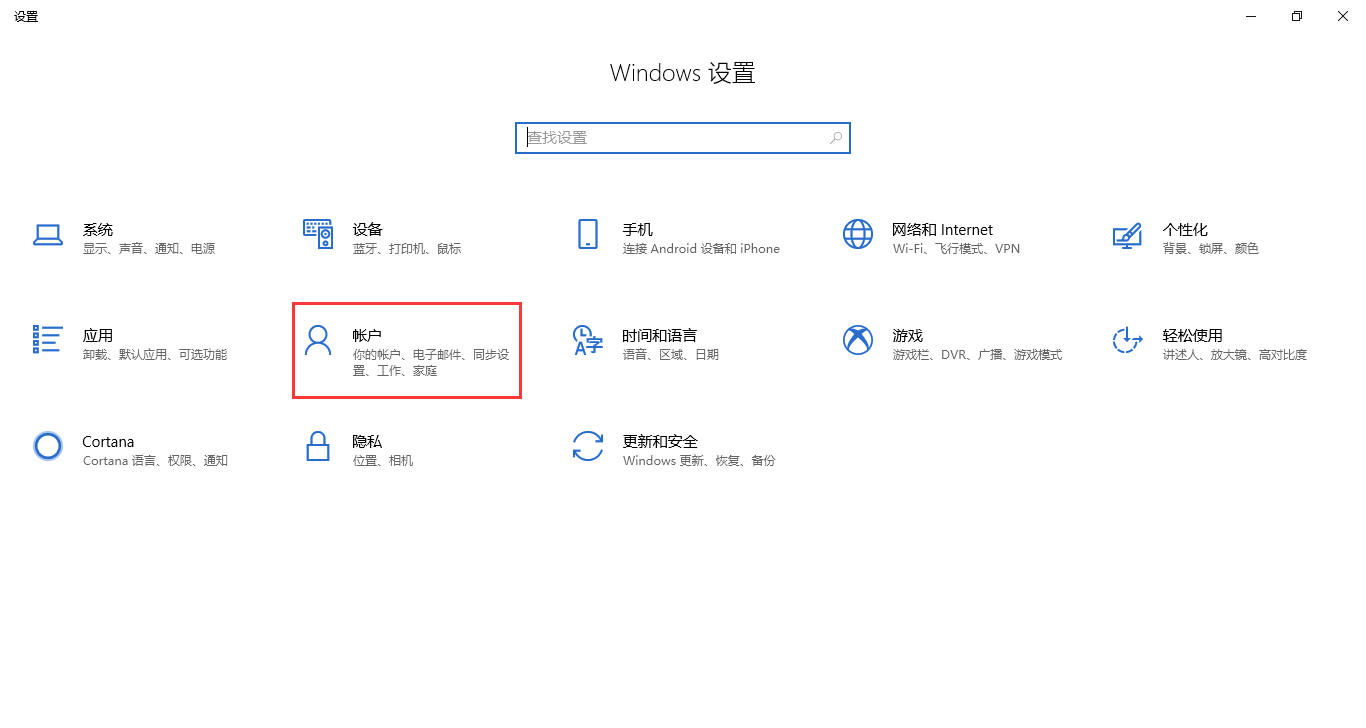 设置
Windows 设置
查找设置
系统
显示、声音、通知、电源
设备
蓝牙、打印机、鼠标
手机
连接 Android 设备和 iPhone
网络和 Internet
Wi-Fi、飞行模式、VPN
个性化
背景、锁屏、颜色
应用
卸载、默认应用、可选功能
帐户
你的帐户、电子邮件、同步设
置、工作、家庭
时间和语言
语音、区域、日期
游戏
游戏栏、DVR、广播、游戏模式
轻松使用
讲述人、放大镜、高对比度
Cortana
Cortana 语言、权限、通知
隐私
位置、相机
更新和安全
Windows 更新、恢复、备份